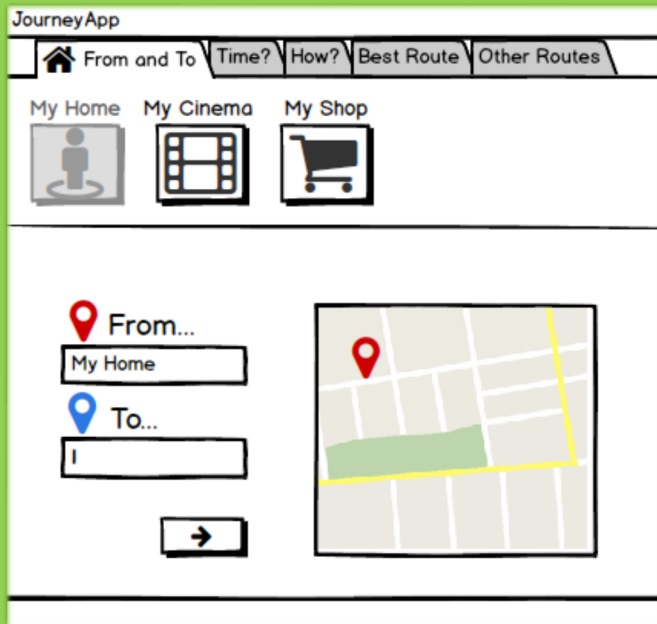 JourneyApp
From and To Time? How? Best Route Other Routes
My Home My Cinema My Shop
From...
My Home
To...